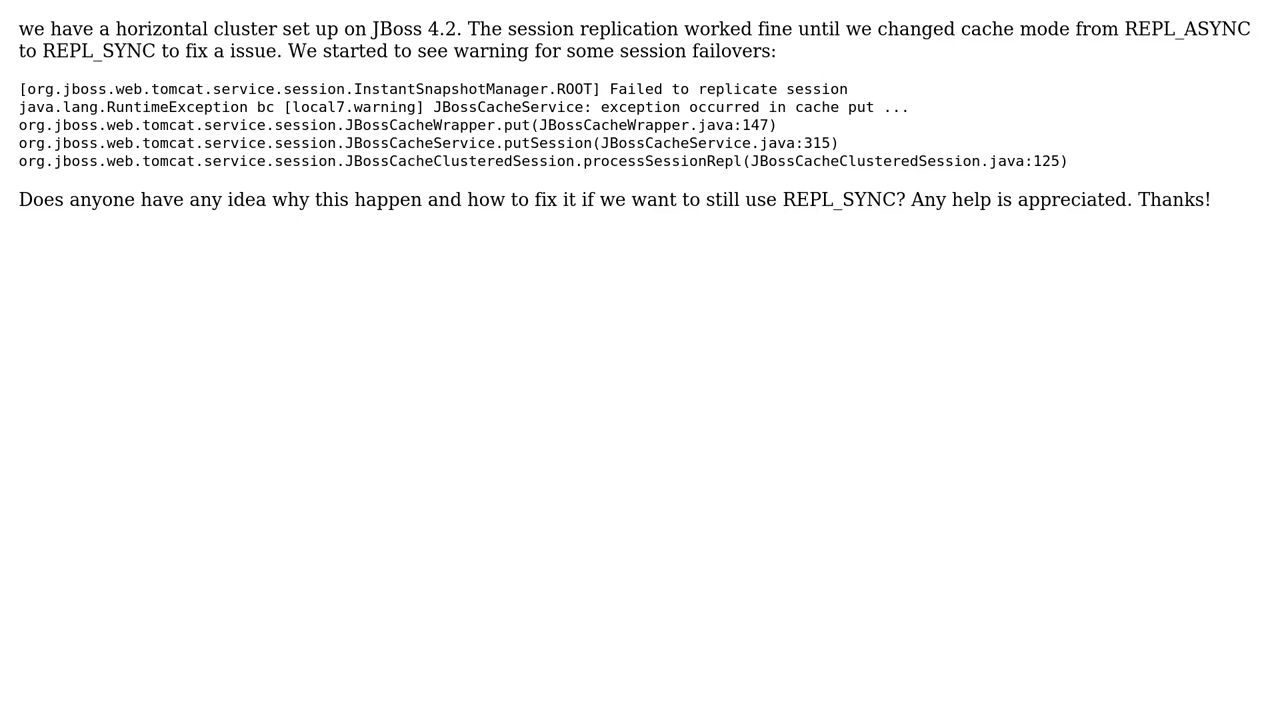 we have a horizontal cluster set up on JBoss 4.2. The session replication worked fine until we changed cache mode from REPL_ASYNC
to REPL_SYNC to fix a issue. We started to see warning for some session failovers:
[org.jboss.web.tomcat.service.session.InstantSnapshotManager.ROOT] Failed to replicate session
java.lang.RuntimeException bc [local7.warning] JBossCacheService: exception occurred in cache put ...
org.jboss.web.tomcat.service.session.JBossCacheWrapper.put(JBossCacheWrapper.java:147)
org.jboss.web.tomcat.service.session.JBossCacheService.putSession(JBossCacheService.java:315)
org.jboss.web.tomcat.service.session.JBossCacheClusteredSession.processSessionRepl(JBossCacheClusteredSession.java:125)
Does anyone have any idea why this happen and how to fix it if we want to still use REPL_SYNC? Any help is appreciated. Thanks!